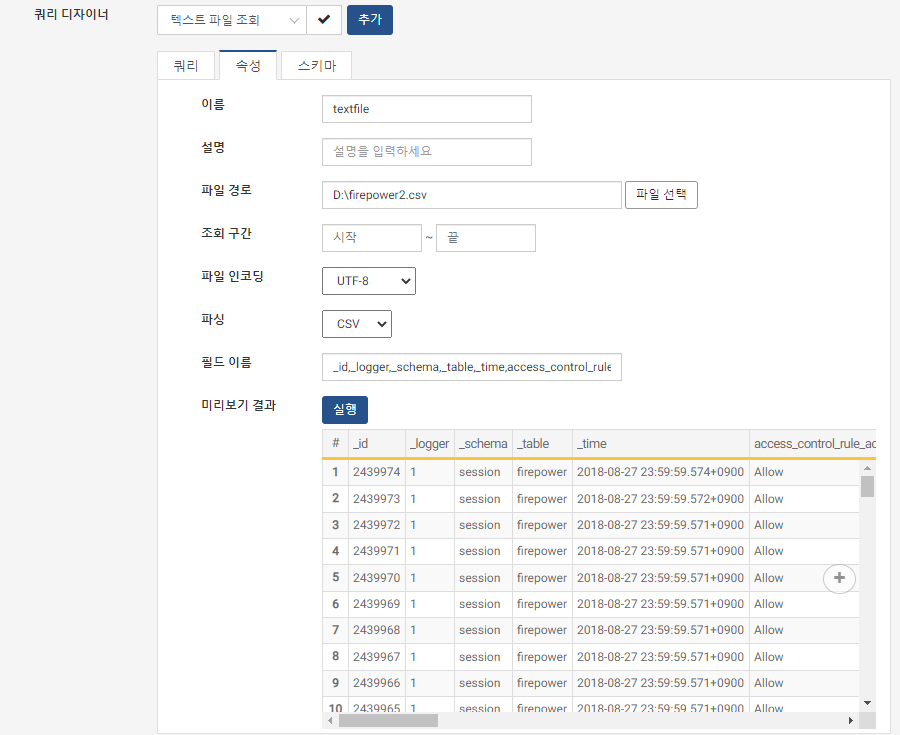 쿼리 디자이너 텍스트 파일 조회 추가
쿼리 속성 스키마
이름 textfile
설명 설명을 입력하세요
파일 경로 D:\firepower2.csv 파일 선택
조회 구간 시작 ~ 끝
파일 인코딩 UTF-8
파싱 CSV
필드 이름 _id,_logger,_schema,_table,_time,access_control_rule
미리보기 결과 실행
# _id _logger _schema _table _time access_control_rule_ac
1 2439974 1 session firepower 2018-08-27 23:59:59.574+0900 Allow
2 2439973 1 session firepower 2018-08-27 23:59:59.572+0900 Allow
3 2439972 1 session firepower 2018-08-27 23:59:59.571+0900 Allow
4 2439971 1 session firepower 2018-08-27 23:59:59.571+0900 Allow
5 2439970 1 session firepower 2018-08-27 23:59:59.571+0900 Allow +
6 2439969 1 session firepower 2018-08-27 23:59:59.571+0900 Allow
7 2439968 1 session firepower 2018-08-27 23:59:59.571+0900 Allow
8 2439967 1 session firepower 2018-08-27 23:59:59.571+0900 Allow
9 2439966 1 session firepower 2018-08-27 23:59:59.571+0900 Allow
10 2439965 1 session firepower 2018-08-27 23:59:59.571+0900 Allow